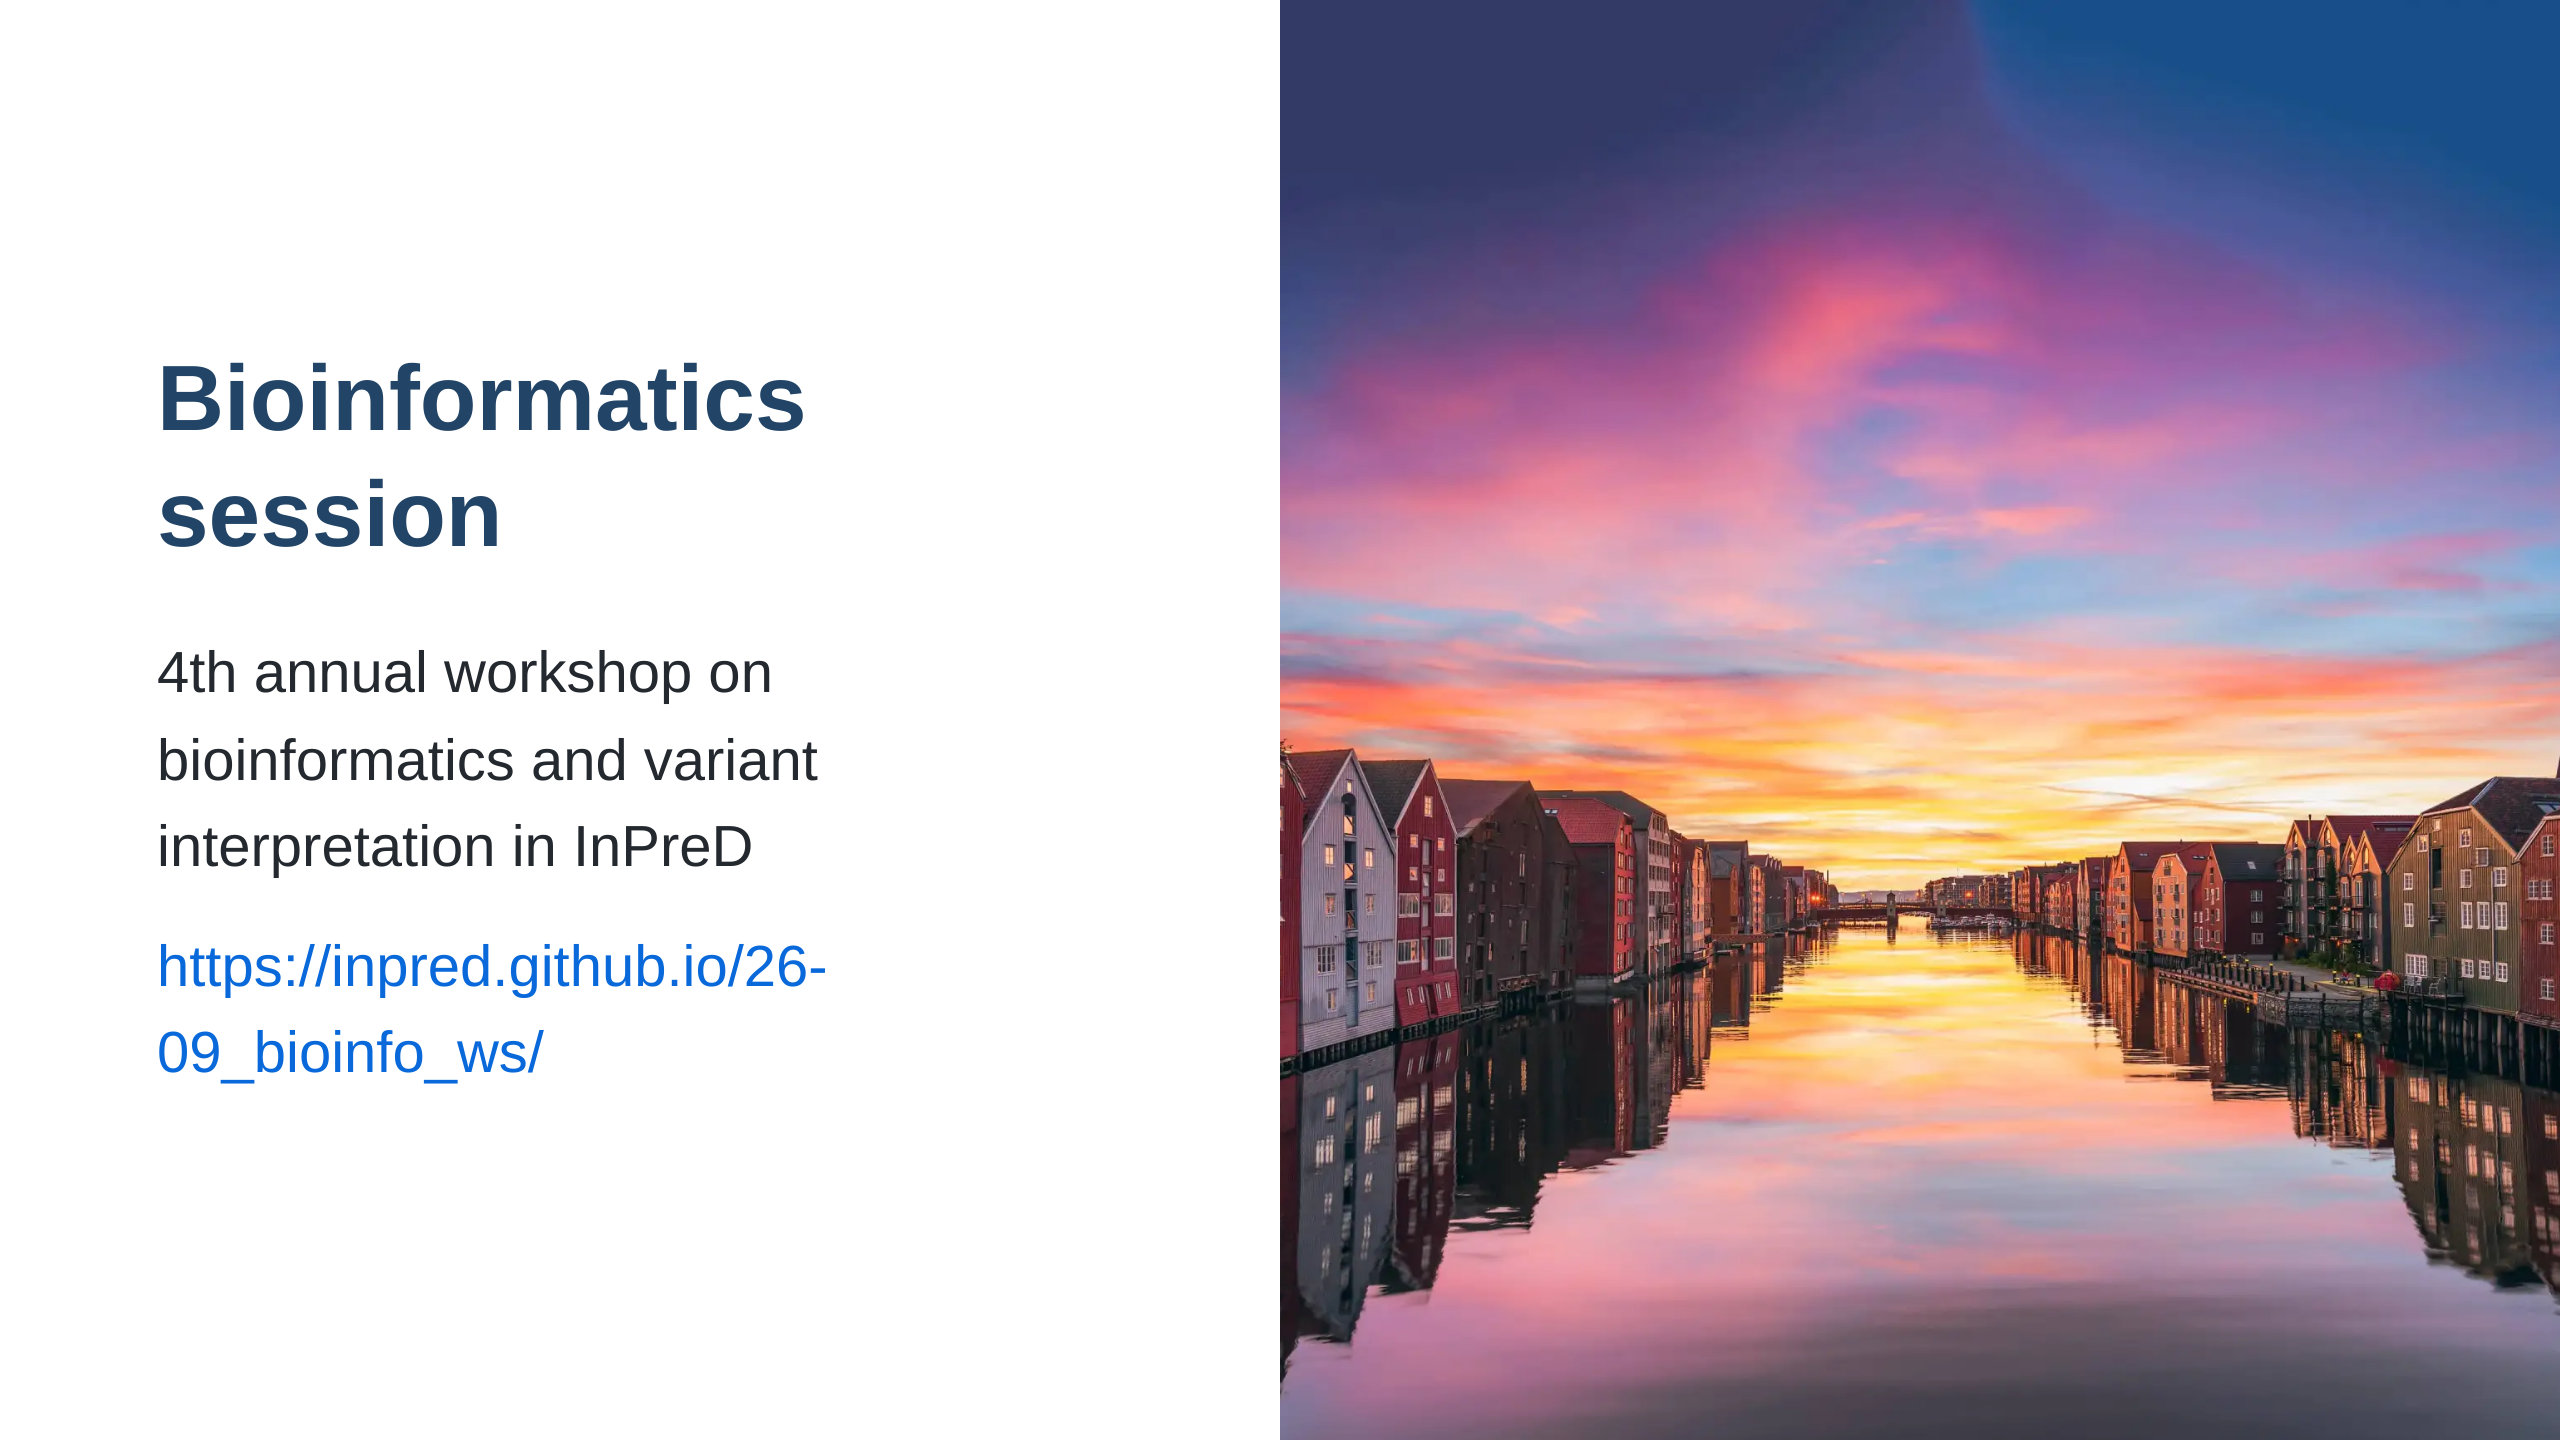 Bioinformatics
session
4th annual workshop on
bioinformatics and variant
interpretation in InPreD
https://inpred.github.io/26-
09_bioinfo_ws/